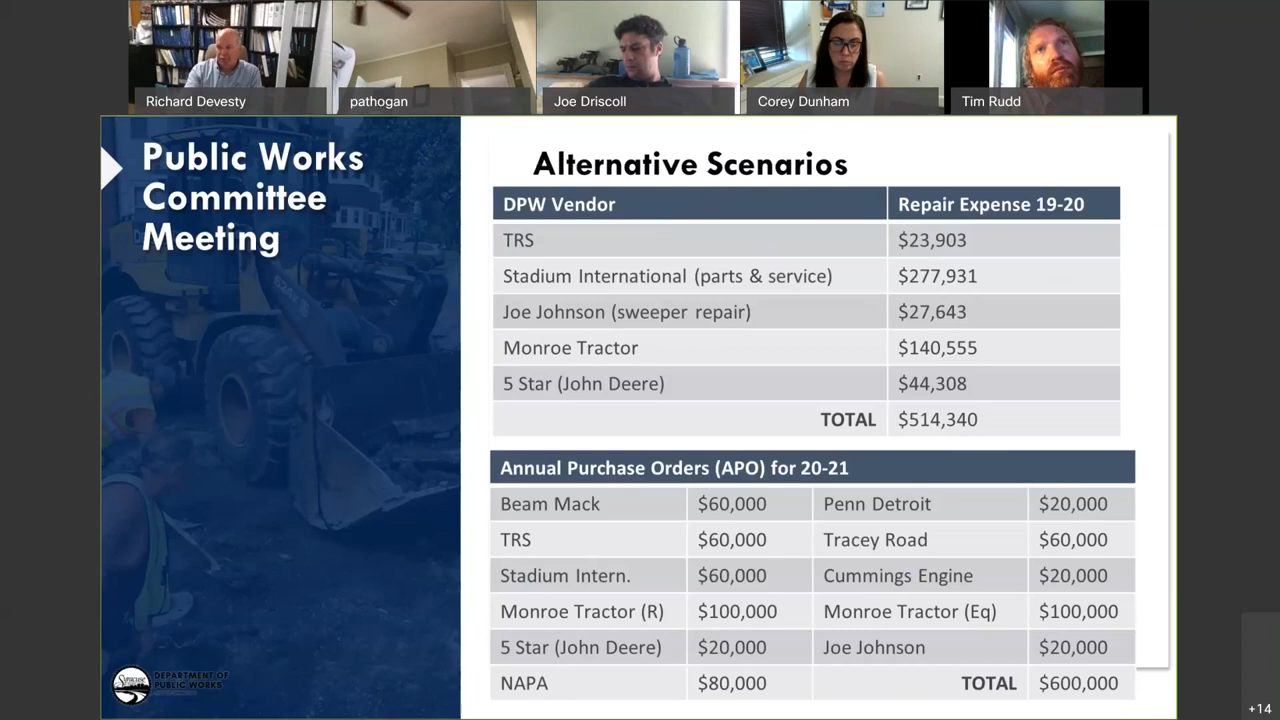 Richard Devesty
pathogan
Joe Driscoll
Corey Dunham
Tim Rudd
Public Works
Committee
Meeting
Alternative Scenarios
DPW Vendor Repair Expense 19-20
TRS $23,903
Stadium International (parts & service) $277,931
Joe Johnson (sweeper repair) $27,643
Monroe Tractor $140,555
5 Star (John Deere) $44,308
TOTAL $514,340
Annual Purchase Orders (APO) for 20-21
Beam Mack $60,000 Penn Detroit $20,000
TRS $60,000 Tracey Road $60,000
Stadium Intern. $60,000 Cummings Engine $20,000
Monroe Tractor (R) $100,000 Monroe Tractor (Eq) $100,000
5 Star (John Deere) $20,000 Joe Johnson $20,000
NAPA $80,000 TOTAL $600,000
Syracuse
DEPARTMENT OF
PUBLIC WORKS
+14